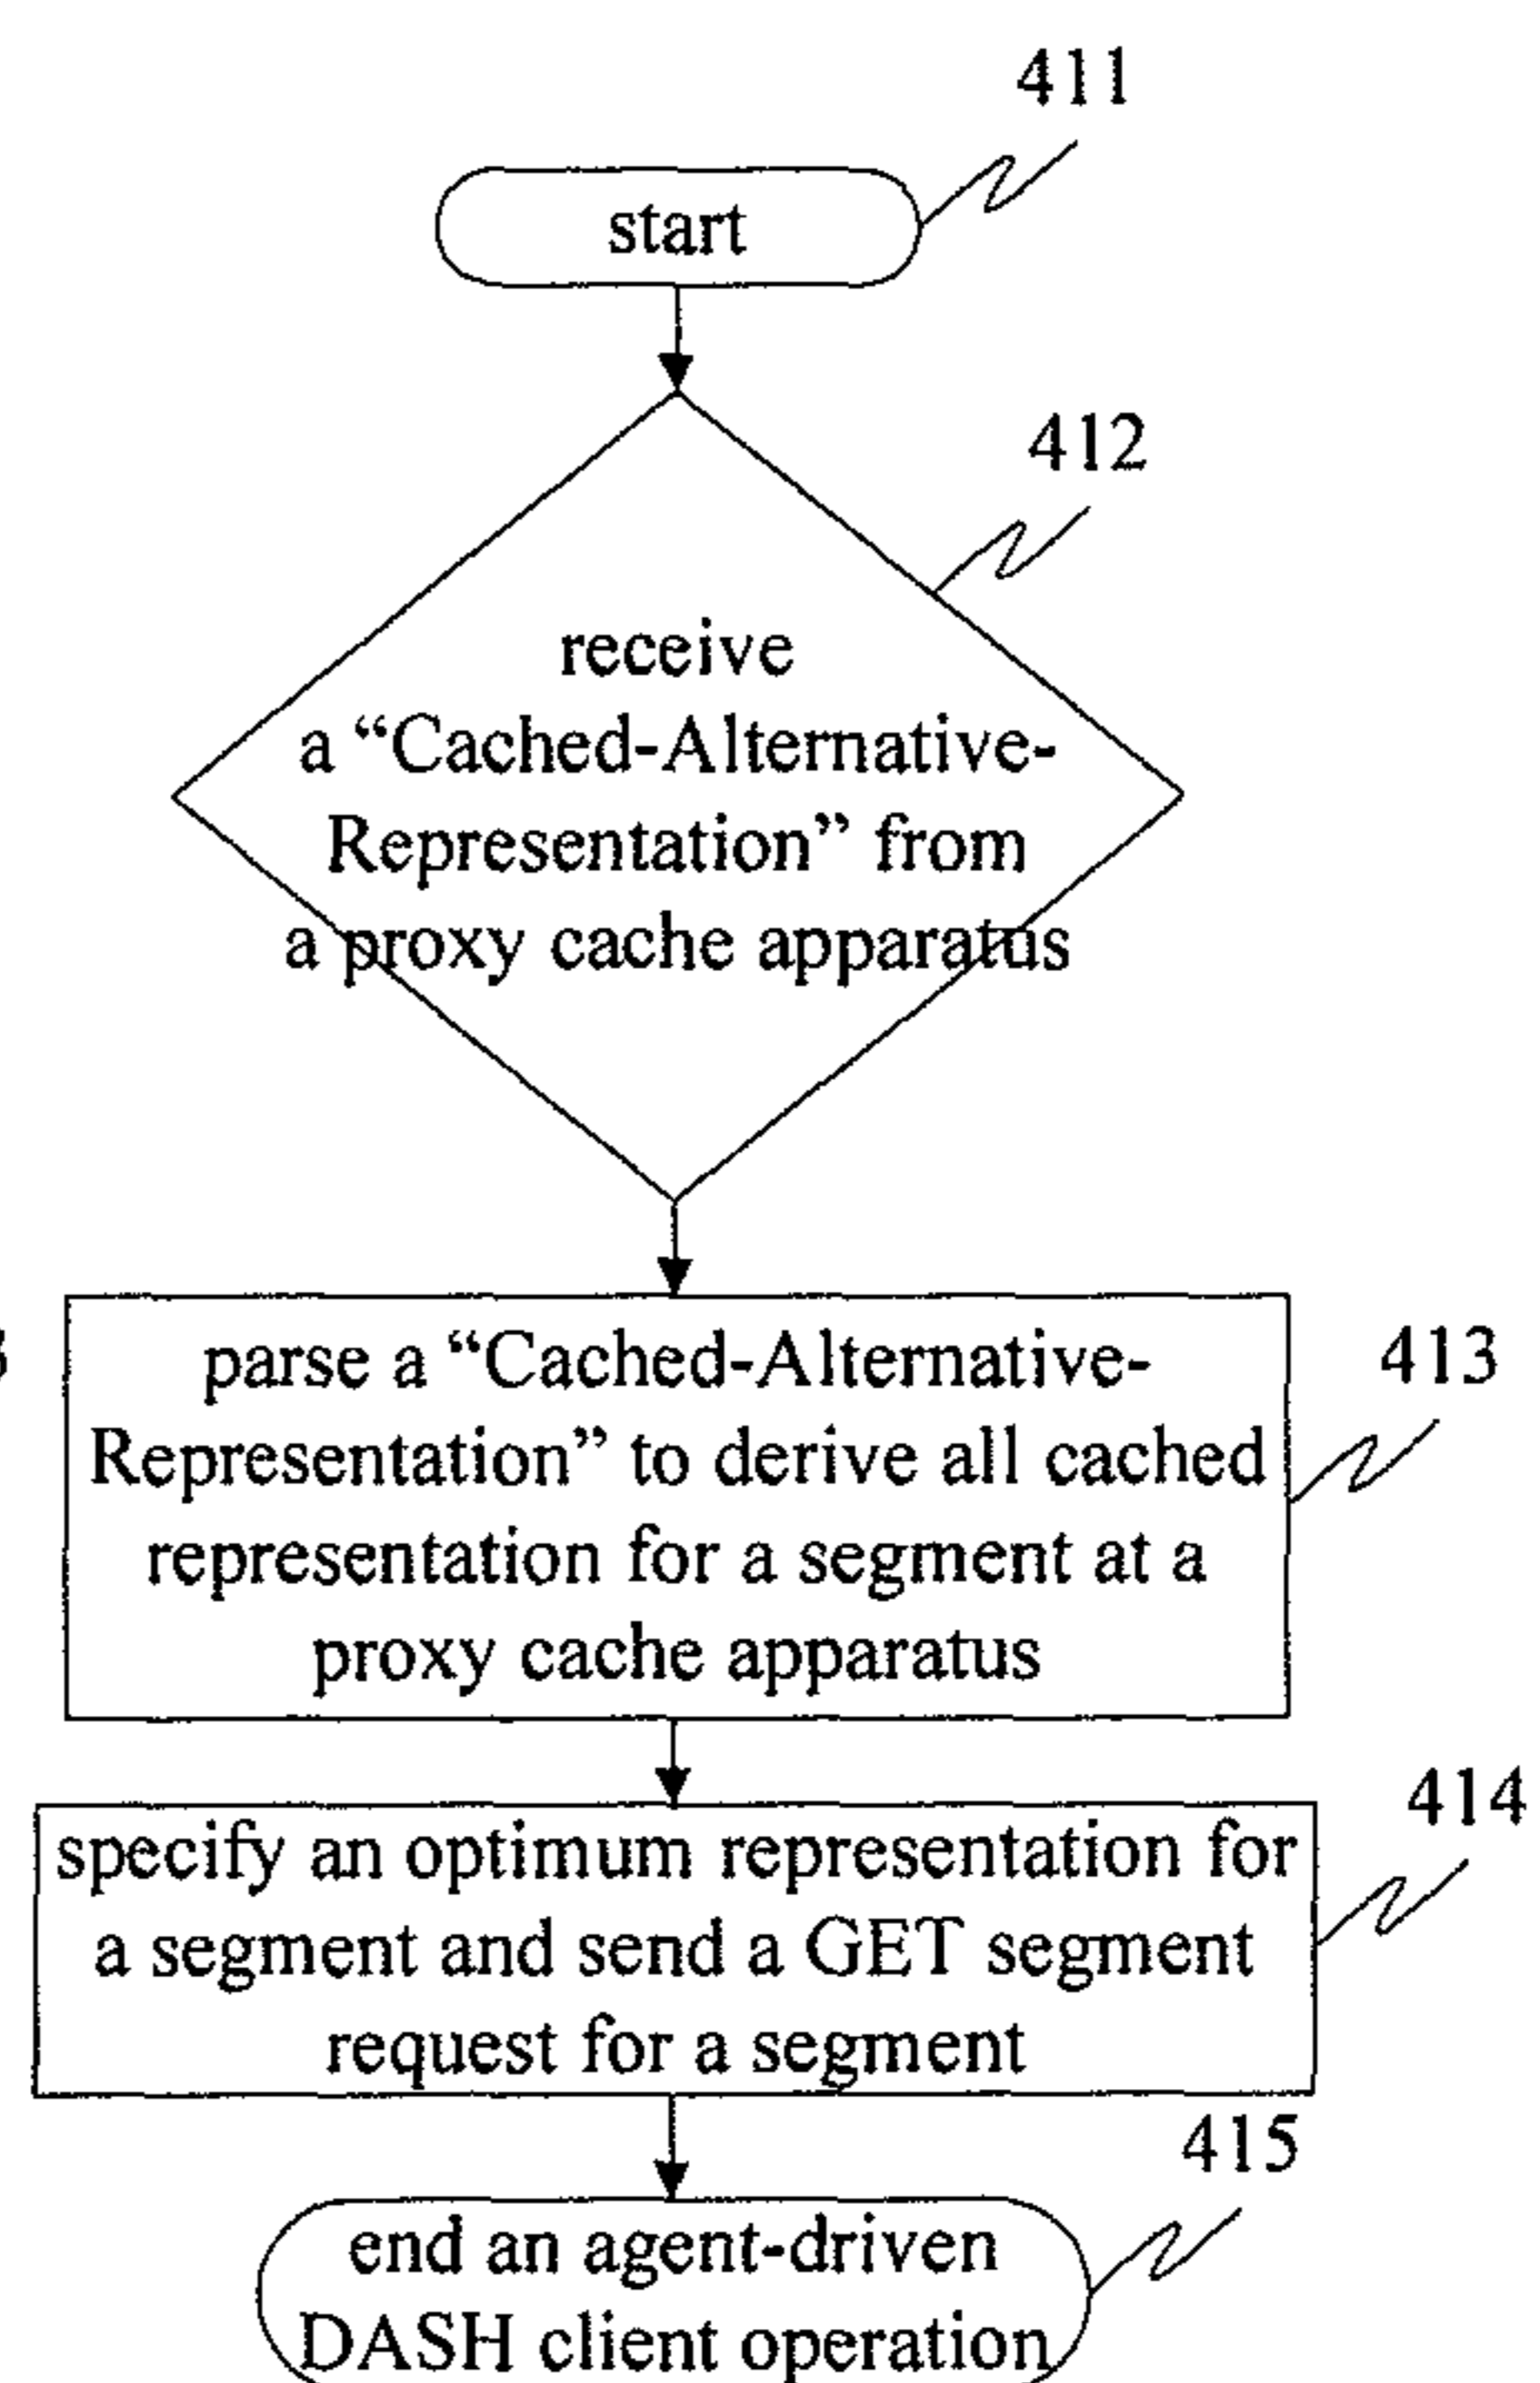 411
start
412
receive
a “Cached-Alternative-
Representation” from
a proxy cache apparatus
413
parse a “Cached-Alternative-
Representation” to derive all cached
representation for a segment at a
proxy cache apparatus
414
specify an optimum representation for
a segment and send a GET segment
request for a segment
415
end an agent-driven
DASH client operation